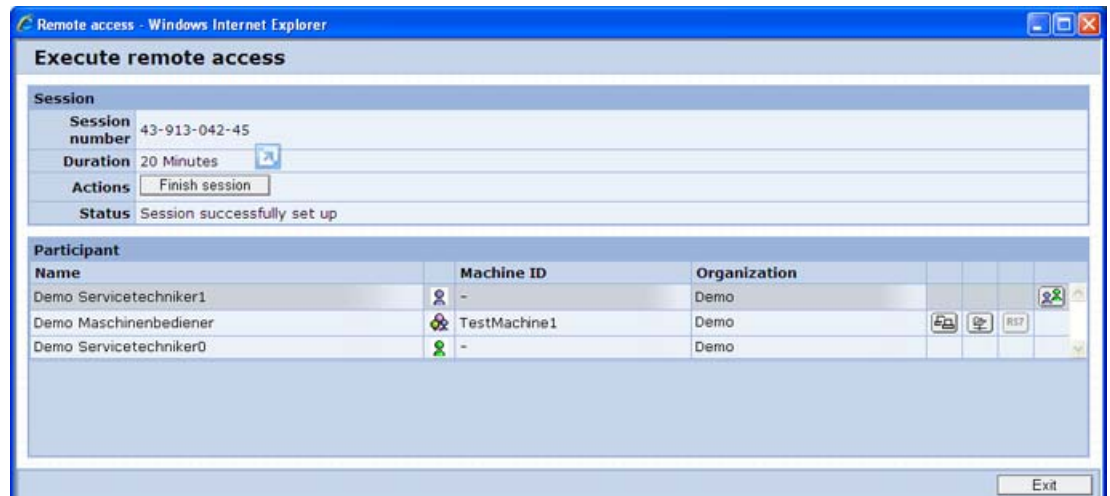 Remote access - Windows Internet Explorer
Execute remote access
Session
Session number 43-913-042-45
Duration 20 Minutes
Actions Finish session
Status Session successfully set up
Participant
Name Machine ID Organization
Demo Servicetechniker1 - Demo
Demo Maschinenbediener TestMachine1 Demo RS7
Demo Servicetechniker0 - Demo
Exit